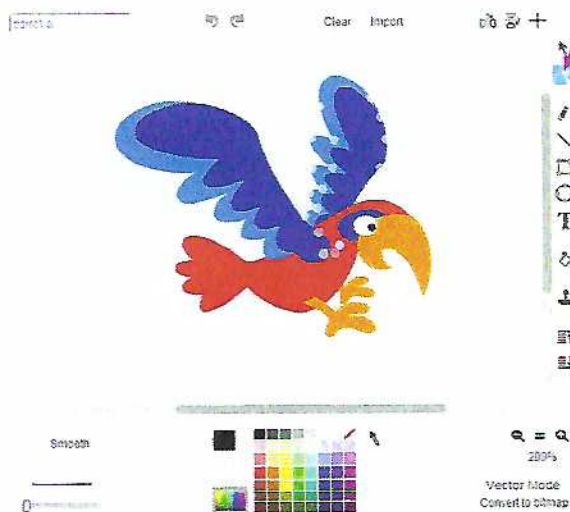 Clear Import
Smooth
200%
Vector Mode
Convert to bitmap